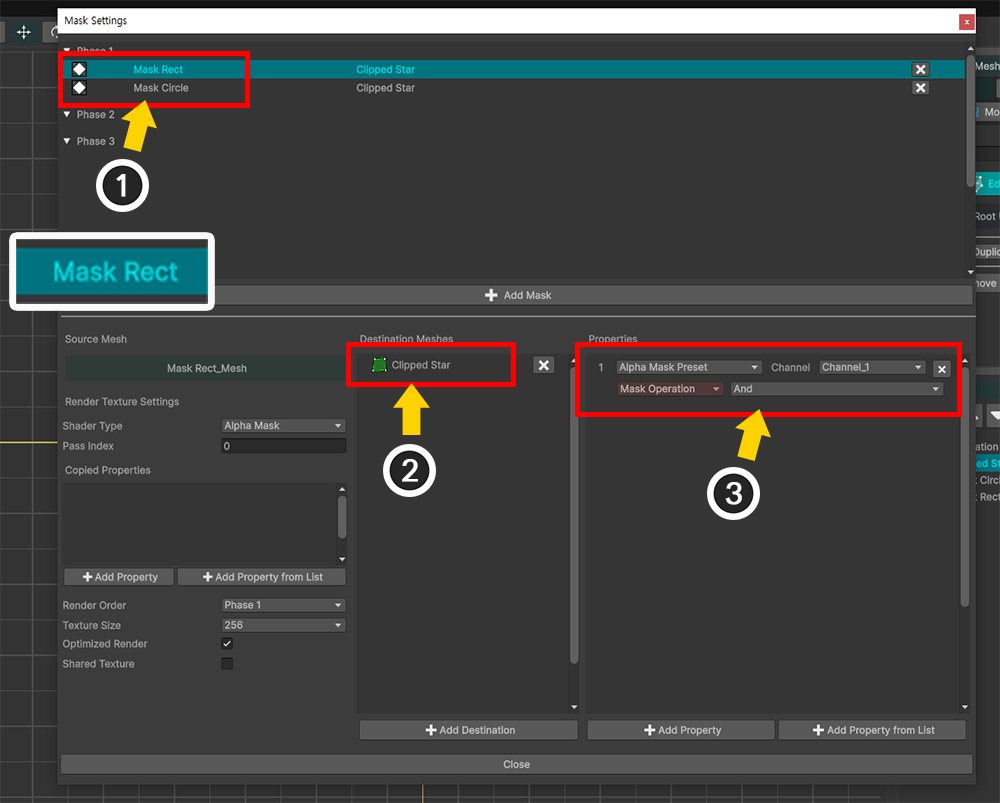 Mask Settings
x
Phase 1
Mask Rect Clipped Star
Mask Circle Clipped Star
Phase 2
Phase 3
1
Mask Rect
Add Mask
Source Mesh
Mask Rect_Mesh
Render Texture Settings
Shader Type Alpha Mask
Pass Index 0
Copied Properties
Add Property Add Property from List
Render Order Phase 1
Texture Size 256
Optimized Render
Shared Texture
Destination Meshes
Clipped Star
2
Add Destination
Properties
1 Alpha Mask Preset Channel Channel_1
Mask Operation And
3
Add Property Add Property from List
Close
Mesh
Mo
Ed
Root
Duplic
nove
ation
ed St
Circ
Rect